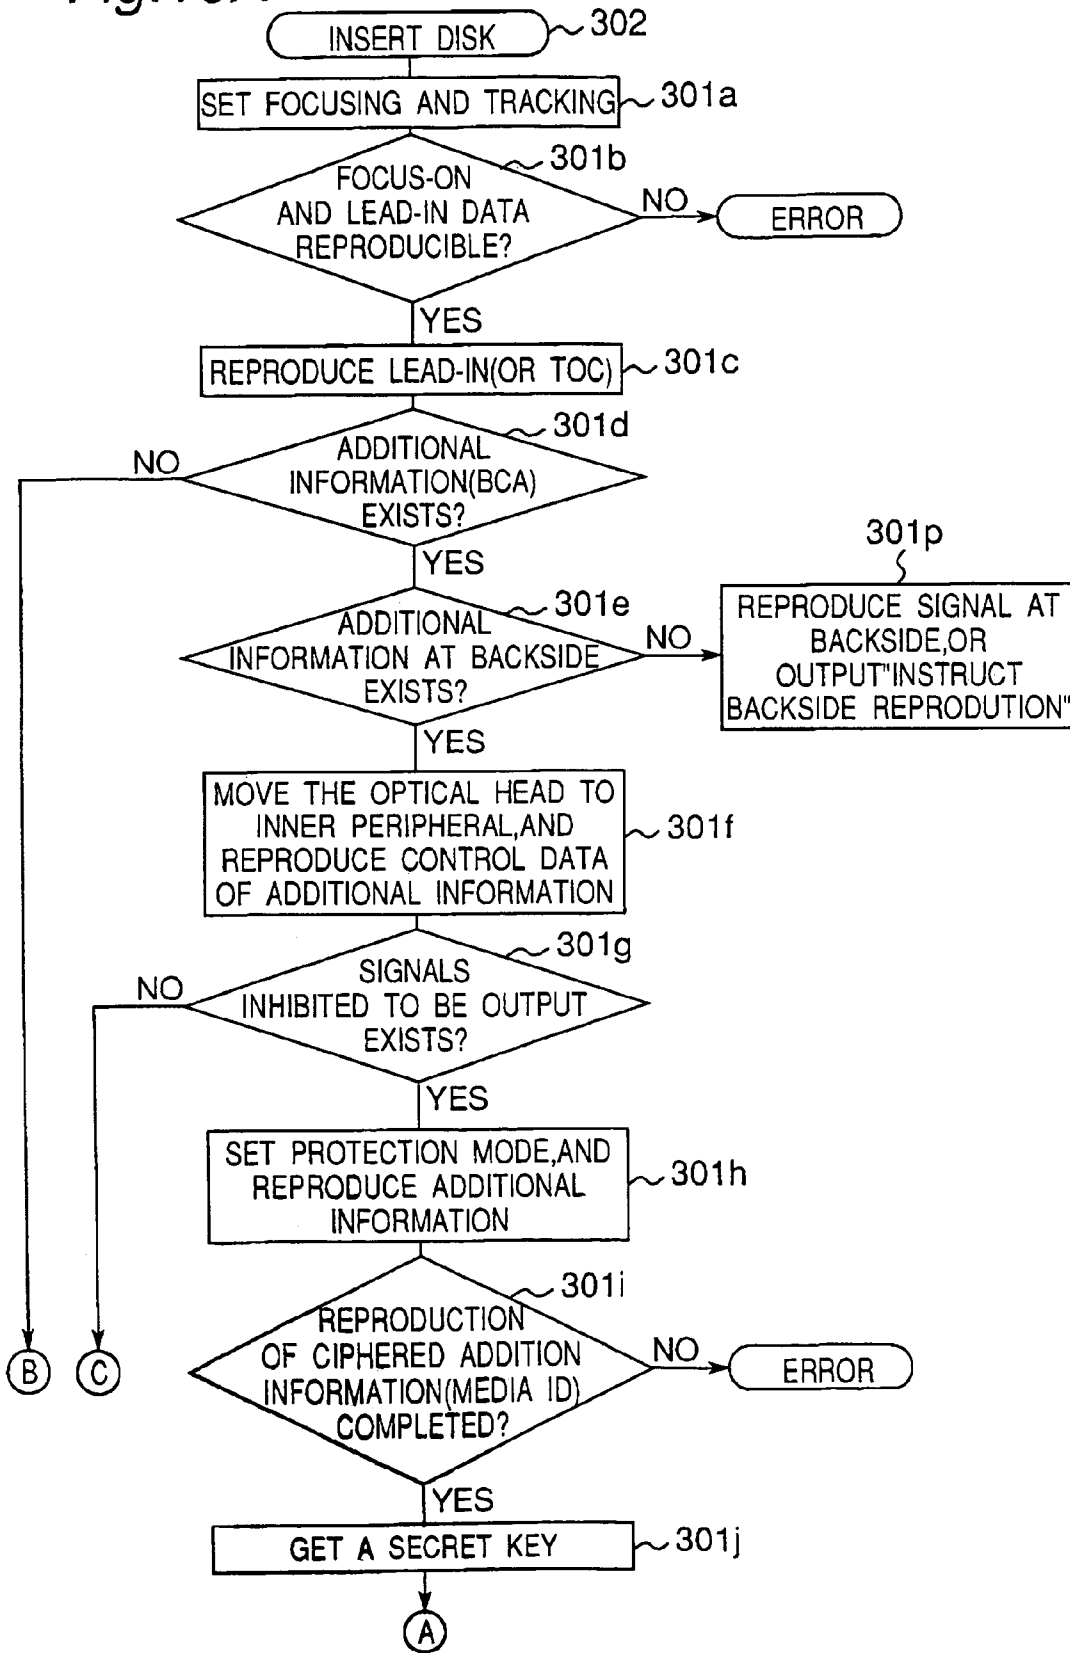 INSERT DISK
302
SET FOCUSING AND TRACKING
301a
301b
FOCUS-ON
AND LEAD-IN DATA
REPRODUCIBLE?
NO
ERROR
YES
REPRODUCE LEAD-IN(OR TOC)
301c
301d
NO
ADDITIONAL
INFORMATION(BCA)
EXISTS?
YES
301p
301e
ADDITIONAL
INFORMATION AT BACKSIDE
EXISTS?
NO
REPRODUCE SIGNAL AT
BACKSIDE,OR
OUTPUT"INSTRUCT
BACKSIDE REPRODUTION"
YES
MOVE THE OPTICAL HEAD TO
INNER PERIPHERAL,AND
REPRODUCE CONTROL DATA
OF ADDITIONAL INFORMATION
301f
301g
NO
SIGNALS
INHIBITED TO BE OUTPUT
EXISTS?
YES
SET PROTECTION MODE,AND
REPRODUCE ADDITIONAL
INFORMATION
301h
301i
REPRODUCTION
OF CIPHERED ADDITION
INFORMATION(MEDIA ID)
COMPLETED?
NO
ERROR
B
C
YES
GET A SECRET KEY
301j
A